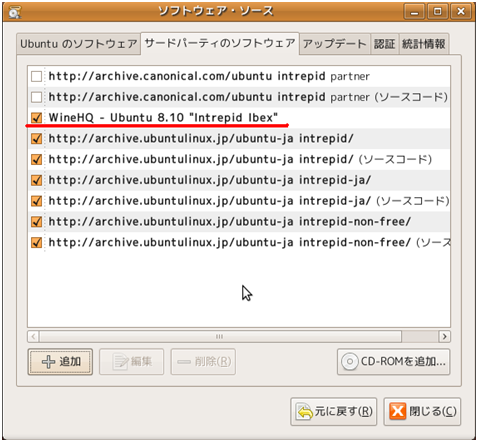 ソフトウェア・ソース
Ubuntu のソフトウェア サードパーティのソフトウェア アップデート 認証 統計情報
http://archive.canonical.com/ubuntu intrepid partner
http://archive.canonical.com/ubuntu intrepid partner (ソースコード)
WineHQ - Ubuntu 8.10 "Intrepid Ibex"
http://archive.ubuntulinux.jp/ubuntu-ja intrepid/
http://archive.ubuntulinux.jp/ubuntu-ja intrepid/ (ソースコード)
http://archive.ubuntulinux.jp/ubuntu-ja intrepid-ja/
http://archive.ubuntulinux.jp/ubuntu-ja intrepid-ja/ (ソースコード)
http://archive.ubuntulinux.jp/ubuntu-ja intrepid-non-free/
http://archive.ubuntulinux.jp/ubuntu-ja intrepid-non-free/ (ソース
追加 編集 削除(R) CD-ROMを追加...
元に戻す(R) 閉じる(C)